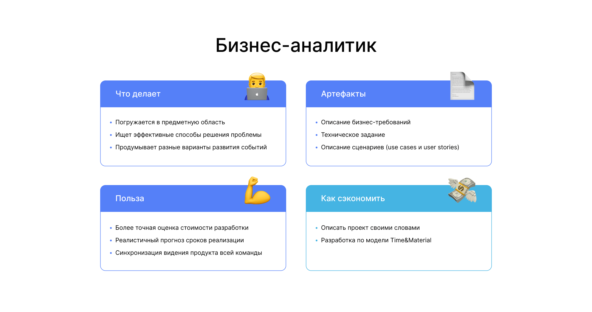 Бизнес-аналитик
Что делает
Погружается в предметную область
Ищет эффективные способы решения проблемы
Продумывает разные варианты развития событий
Артефакты
Описание бизнес-требований
Техническое задание
Описание сценариев (use cases и user stories)
Польза
Более точная оценка стоимости разработки
Реалистичный прогноз сроков реализации
Синхронизация видения продукта всей команды
Как сэкономить
Описать проект своими словами
Разработка по модели Time&Material